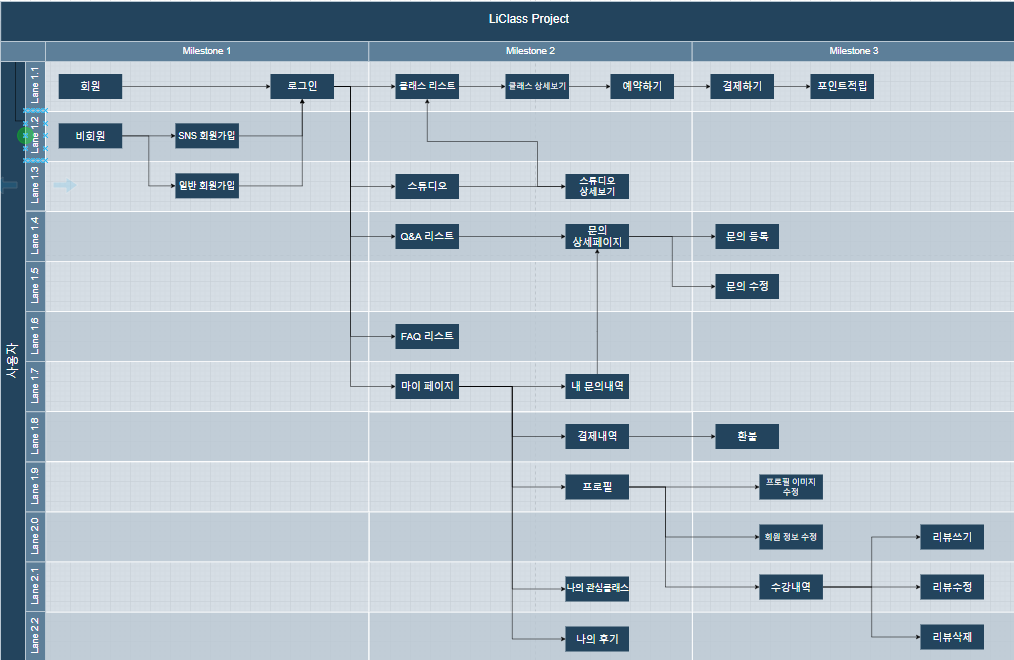 LiClass Project
Milestone 1
Milestone 2
Milestone 3
사용자
Lane 1.1
회원
로그인
클래스 리스트
클래스 상세보기
예약하기
결제하기
포인트적립
Lane 1.2
비회원
SNS 회원가입
Lane 1.3
일반 회원가입
스튜디오
스튜디오
상세보기
Lane 1.4
Q&A 리스트
문의
상세페이지
문의 등록
Lane 1.5
문의 수정
Lane 1.6
FAQ 리스트
Lane 1.7
마이 페이지
내 문의내역
Lane 1.8
결제내역
환불
Lane 1.9
프로필
프로필 이미지
수정
Lane 2.0
회원 정보 수정
리뷰쓰기
Lane 2.1
나의 관심클래스
수강내역
리뷰수정
Lane 2.2
나의 후기
리뷰삭제